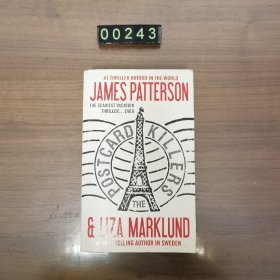 00243
#1 THRILLER AUTHOR IN THE WORLD
JAMES PATTERSON
THE SCARIEST VACATION
THRILLER...EVER
POSTCARD KILLERS
THE
& LIZA MARKLUND
SELLING AUTHOR IN SWEDEN